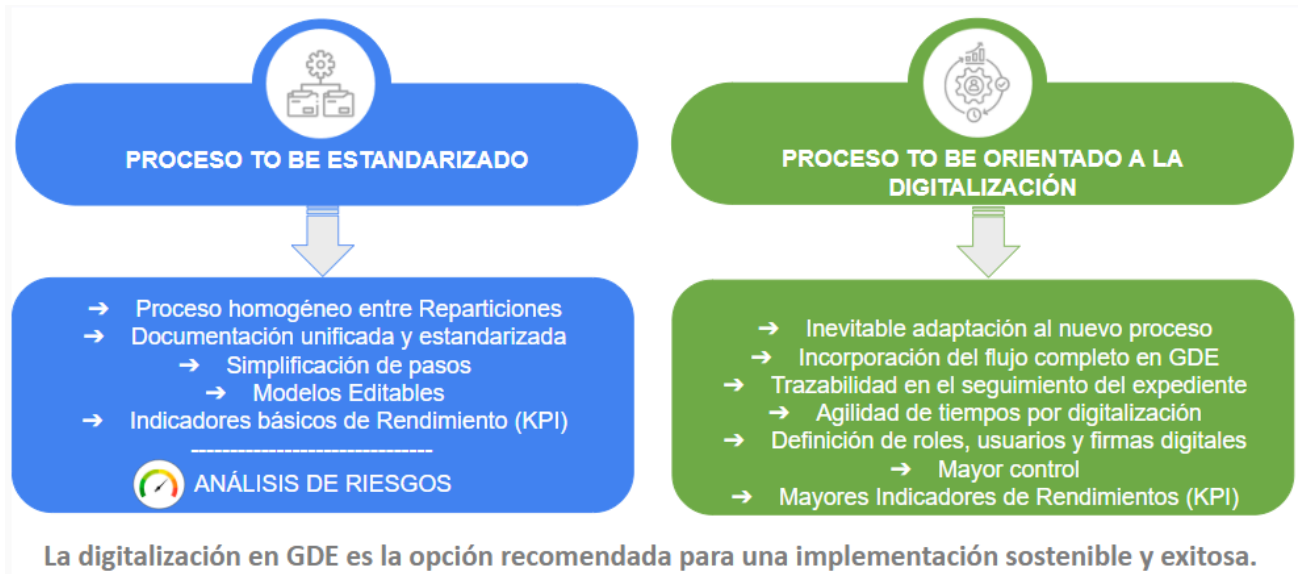 PROCESO TO BE ESTANDARIZADO
➔ Proceso homogéneo entre Reparticiones
➔ Documentación unificada y estandarizada
➔ Simplificación de pasos
➔ Modelos Editables
➔ Indicadores básicos de Rendimiento (KPI)
------------------------------
ANÁLISIS DE RIESGOS
PROCESO TO BE ORIENTADO A LA
DIGITALIZACIÓN
➔ Inevitable adaptación al nuevo proceso
➔ Incorporación del flujo completo en GDE
➔ Trazabilidad en el seguimiento del expediente
➔ Agilidad de tiempos por digitalización
➔ Definición de roles, usuarios y firmas digitales
➔ Mayor control
➔ Mayores Indicadores de Rendimientos (KPI)
La digitalización en GDE es la opción recomendada para una implementación sostenible y exitosa.